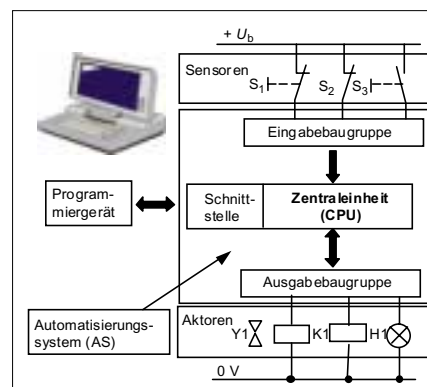 + Ub
Sensoren
S1
S2
S3
Eingabebaugruppe
Program-
miergerät
Schnitt-
stelle
Zentraleinheit
(CPU)
Ausgabebaugruppe
Automatisierungs-
system (AS)
Aktoren
Y1
K1
H1
0 V